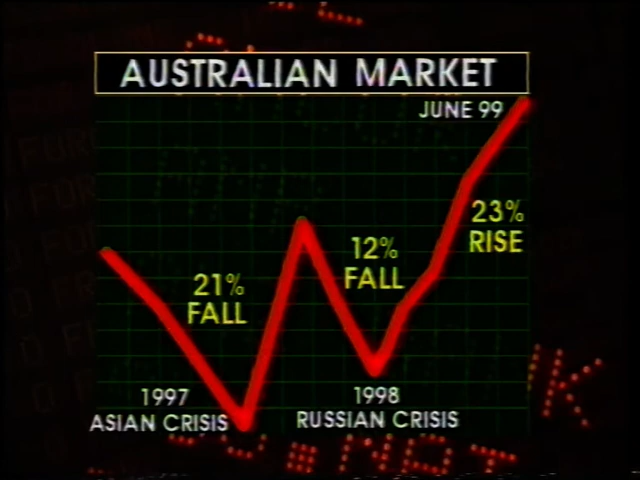 AUSTRALIAN MARKET
JUNE 99
23%
RISE
12%
FALL
21%
FALL
1997
ASIAN CRISIS
1998
RUSSIAN CRISIS